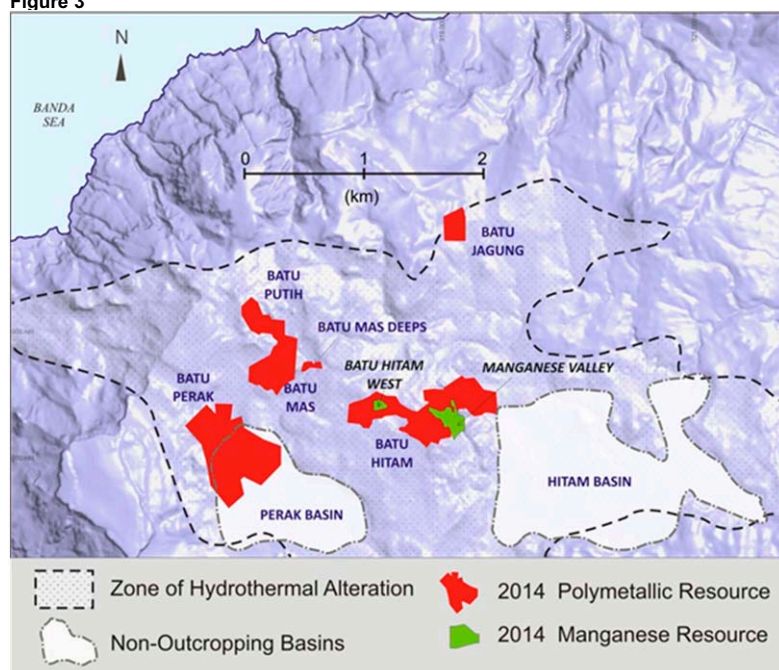 Figure 3
N
BANDA
SEA
0 1 2
(km)
BATU
JAGUNG
BATU
PUTIH
BATU MAS DEEPS
BATU HITAM
WEST
MANGANESE VALLEY
BATU
PERAK
BATU
MAS
BATU
HITAM
HITAM BASIN
PERAK BASIN
Zone of Hydrothermal Alteration
2014 Polymetallic Resource
Non-Outcropping Basins
2014 Manganese Resource